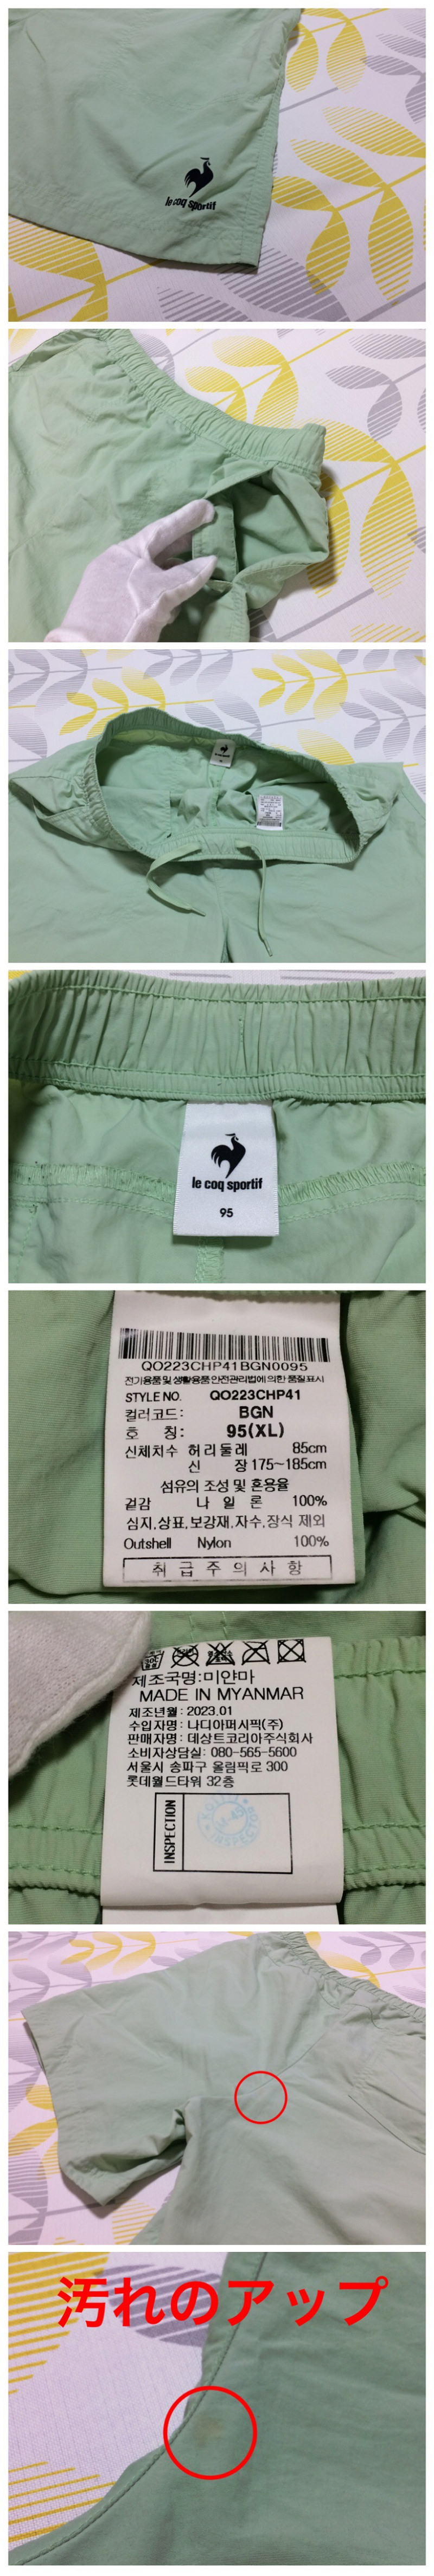 le coq sportif
le coq sportif
95
QO223CHP41BGN0095
전기용품 및 생활용품 안전관리법에 의한 품질표시
STYLE NO. QO223CHP41
컬러코드: BGN
호 칭: 95(XL)
신체치수 허리둘레 85cm
신 장 175~185cm
섬유의 조성 및 혼용율
겉감 나 일 론 100%
심지,상표,보강재,자수,장식 제외
Outshell Nylon 100%
취 급 주 의 사 항
제조국명:미얀마
MADE IN MYANMAR
제조년월 : 2023.01
수입자명 : 나디아퍼시픽(주)
판매자명 : 데상트코리아주식회사
소비자상담실: 080-565-5600
서울시 송파구 올림픽로 300
롯데월드타워 32층
INSPECTION
汚れのアップ